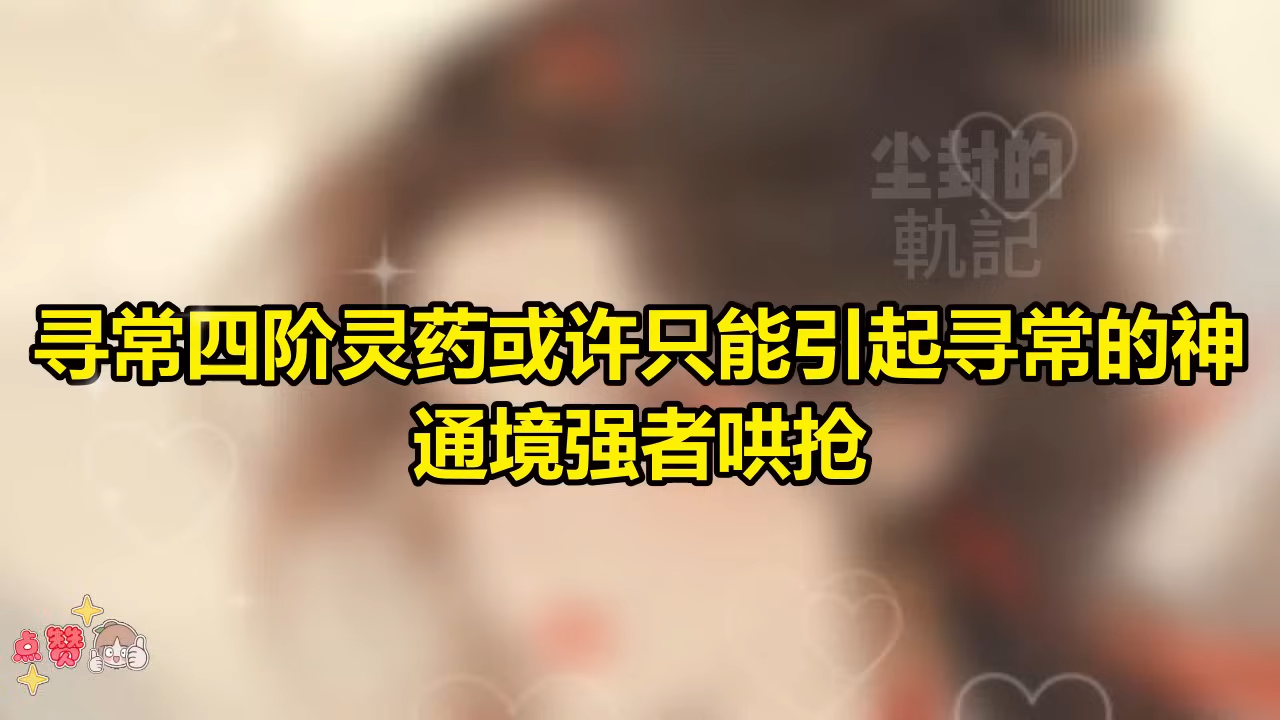 尘封的
軌記
寻常四阶灵药或许只能引起寻常的神
通境强者哄抢
点赞